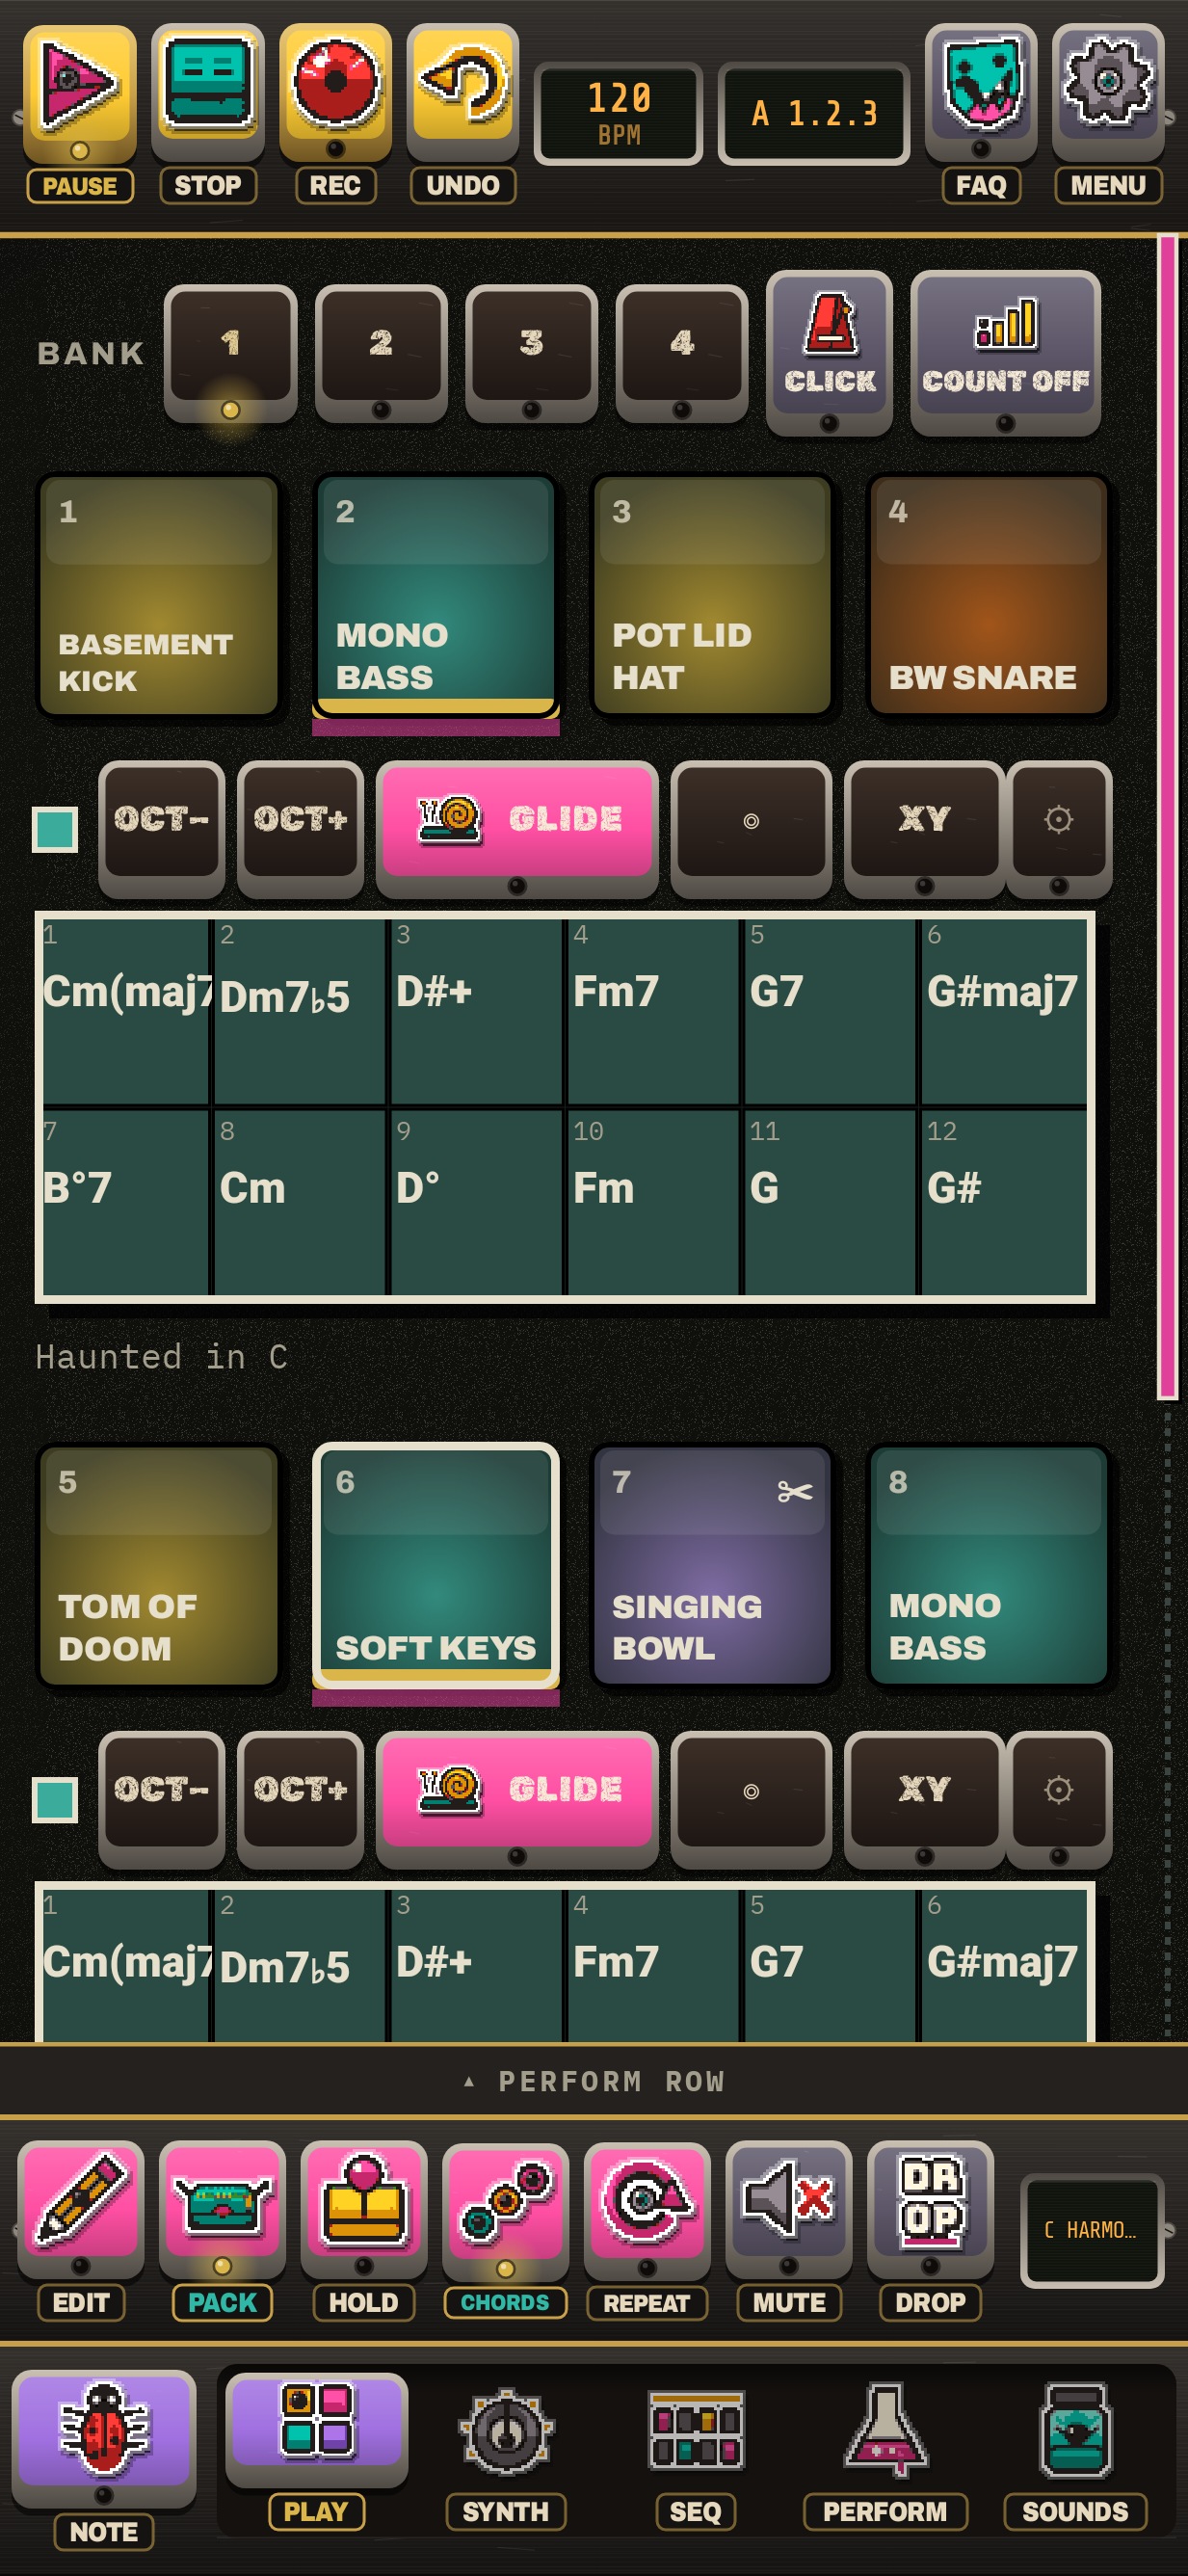 120
BPM
A 1.2.3
PAUSE STOP REC UNDO FAQ MENU
BANK 1 2 3 4 CLICK COUNT OFF
1 2 3 4
BASEMENT KICK
MONO BASS
POT LID HAT
BW SNARE
OCT- OCT+ GLIDE XY
1 2 3 4 5 6
Cm(maj7 Dm7♭5 D#+ Fm7 G7 G#maj7
7 8 9 10 11 12
B°7 Cm D° Fm G G#
Haunted in C
5 6 7 8
TOM OF DOOM
SOFT KEYS
SINGING BOWL
MONO BASS
OCT- OCT+ GLIDE XY
1 2 3 4 5 6
Cm(maj7 Dm7♭5 D#+ Fm7 G7 G#maj7
▲ PERFORM ROW
DROP
C HARMO…
EDIT PACK HOLD CHORDS REPEAT MUTE DROP
NOTE PLAY SYNTH SEQ PERFORM SOUNDS